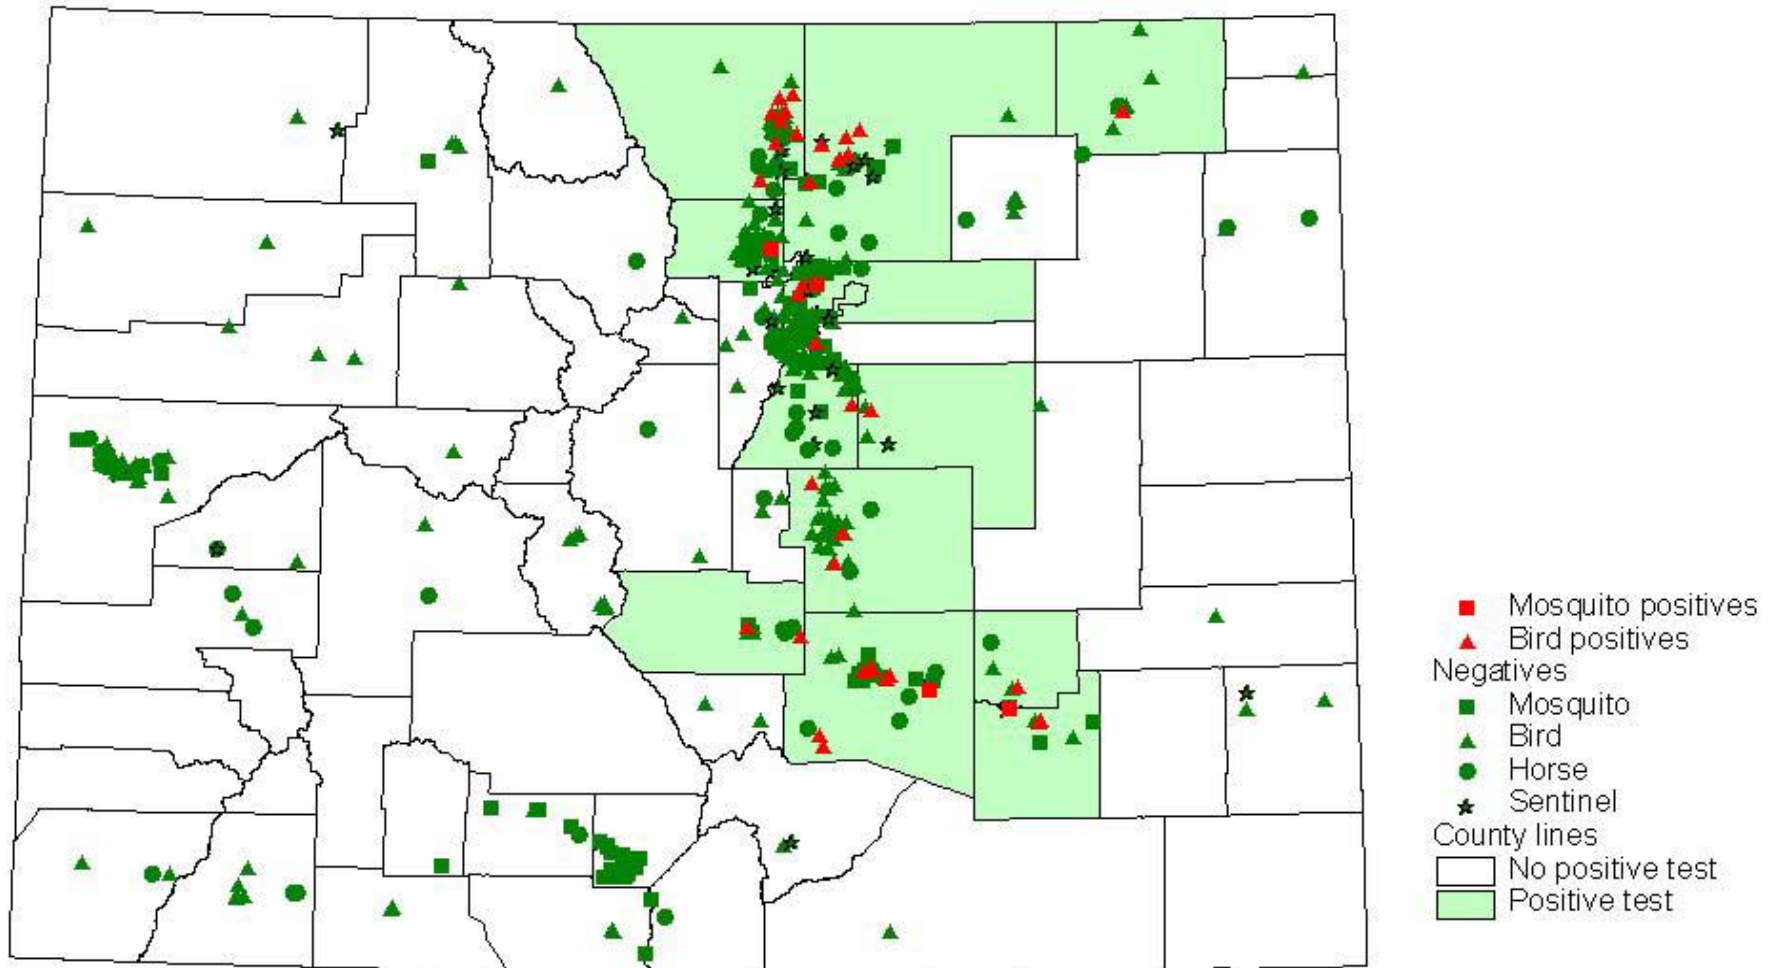 Mosquito positives
Bird positives
Negatives
Mosquito
Bird
Horse
Sentinel
County lines
No positive test
Positive test